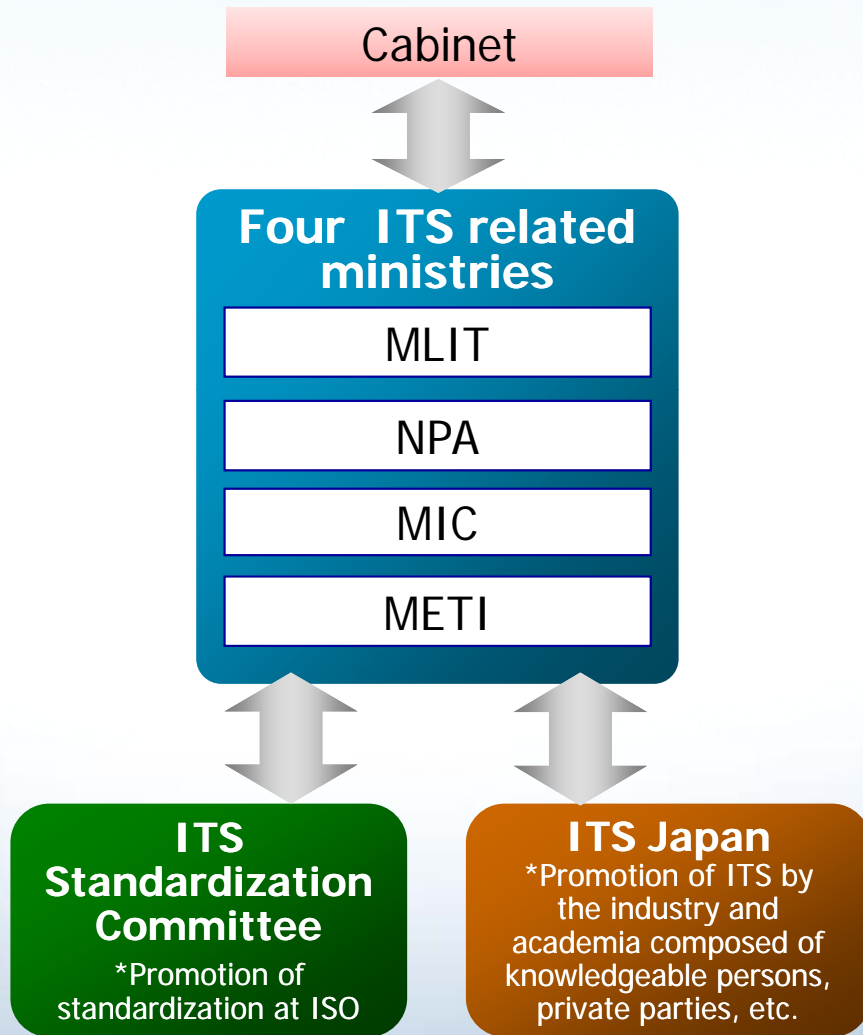 Cabinet
Four ITS related
ministries
MLIT
NPA
MIC
METI
ITS
Standardization
Committee
*Promotion of
standardization at ISO
ITS Japan
*Promotion of ITS by
the industry and
academia composed of
knowledgeable persons,
private parties, etc.